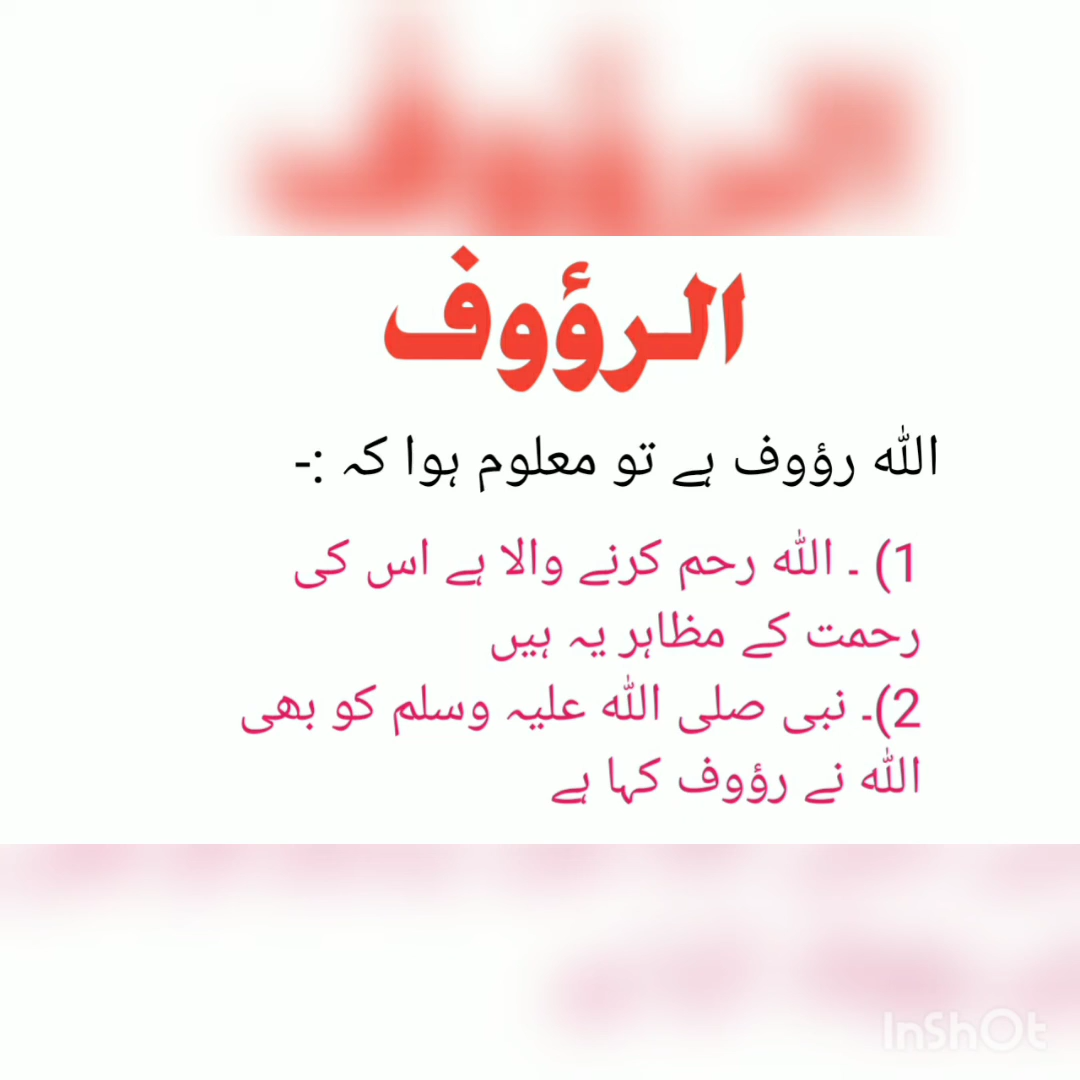 الرؤوف
اللہ رؤوف ہے تو معلوم ہوا کہ :-
1) ۔ اللہ رحم کرنے والا ہے اس کی
رحمت کے مظاہر یہ ہیں
2)۔ نبی صلی اللہ علیہ وسلم کو بھی
اللہ نے رؤوف کہا ہے
InShOt